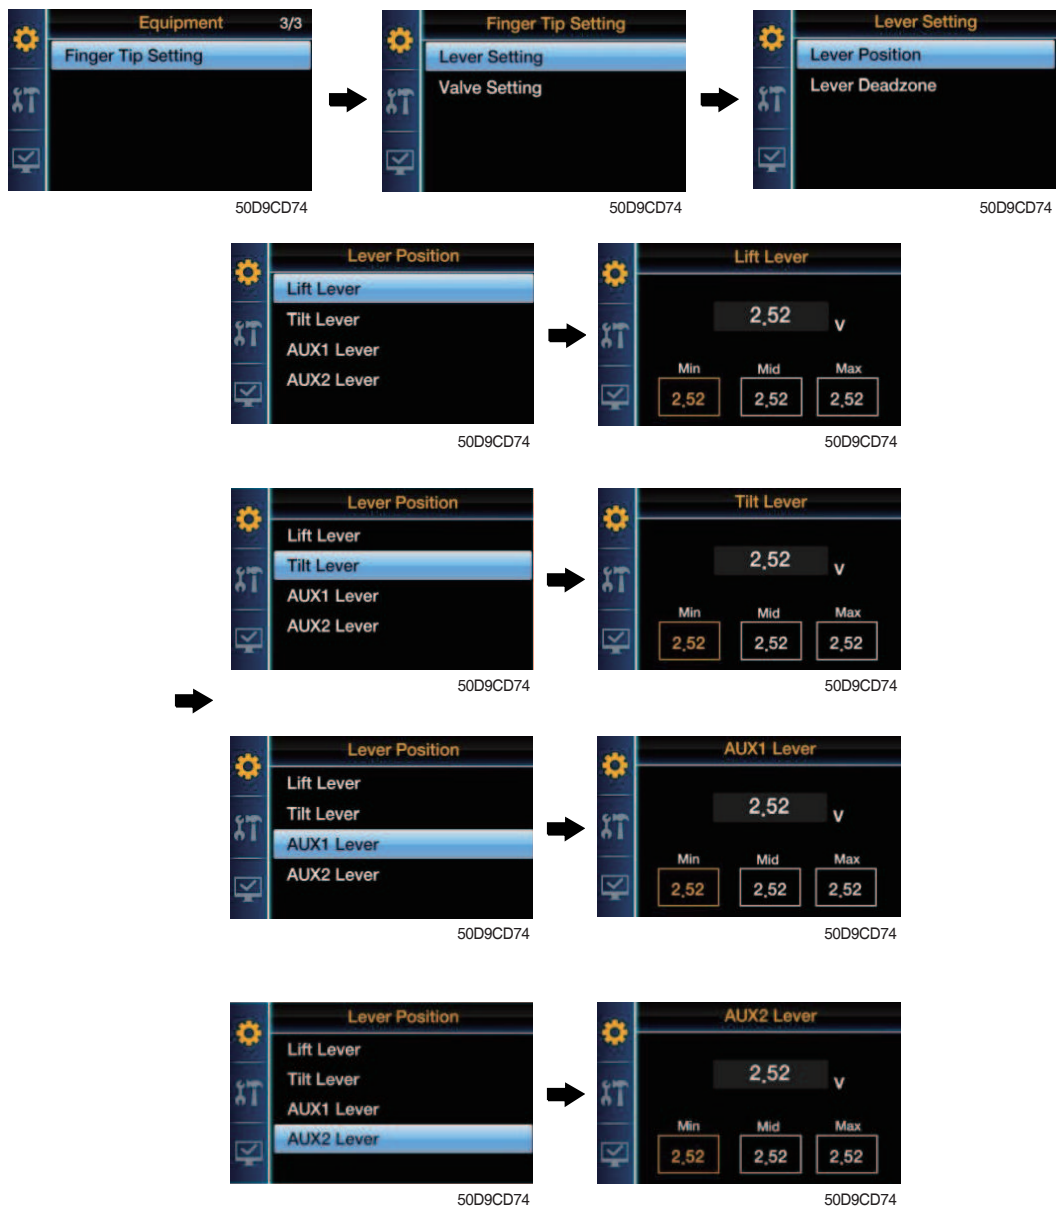 Equipment 3/3
Finger Tip Setting
50D9CD74
Finger Tip Setting
Lever Setting
Valve Setting
50D9CD74
Lever Setting
Lever Position
Lever Deadzone
50D9CD74
Lever Position
Lift Lever
Tilt Lever
AUX1 Lever
AUX2 Lever
50D9CD74
Lift Lever
2.52 V
Min Mid Max
2.52 2.52 2.52
50D9CD74
Lever Position
Lift Lever
Tilt Lever
AUX1 Lever
AUX2 Lever
50D9CD74
Tilt Lever
2.52 V
Min Mid Max
2.52 2.52 2.52
50D9CD74
Lever Position
Lift Lever
Tilt Lever
AUX1 Lever
AUX2 Lever
50D9CD74
AUX1 Lever
2.52 V
Min Mid Max
2.52 2.52 2.52
50D9CD74
Lever Position
Lift Lever
Tilt Lever
AUX1 Lever
AUX2 Lever
50D9CD74
AUX2 Lever
2.52 V
Min Mid Max
2.52 2.52 2.52
50D9CD74